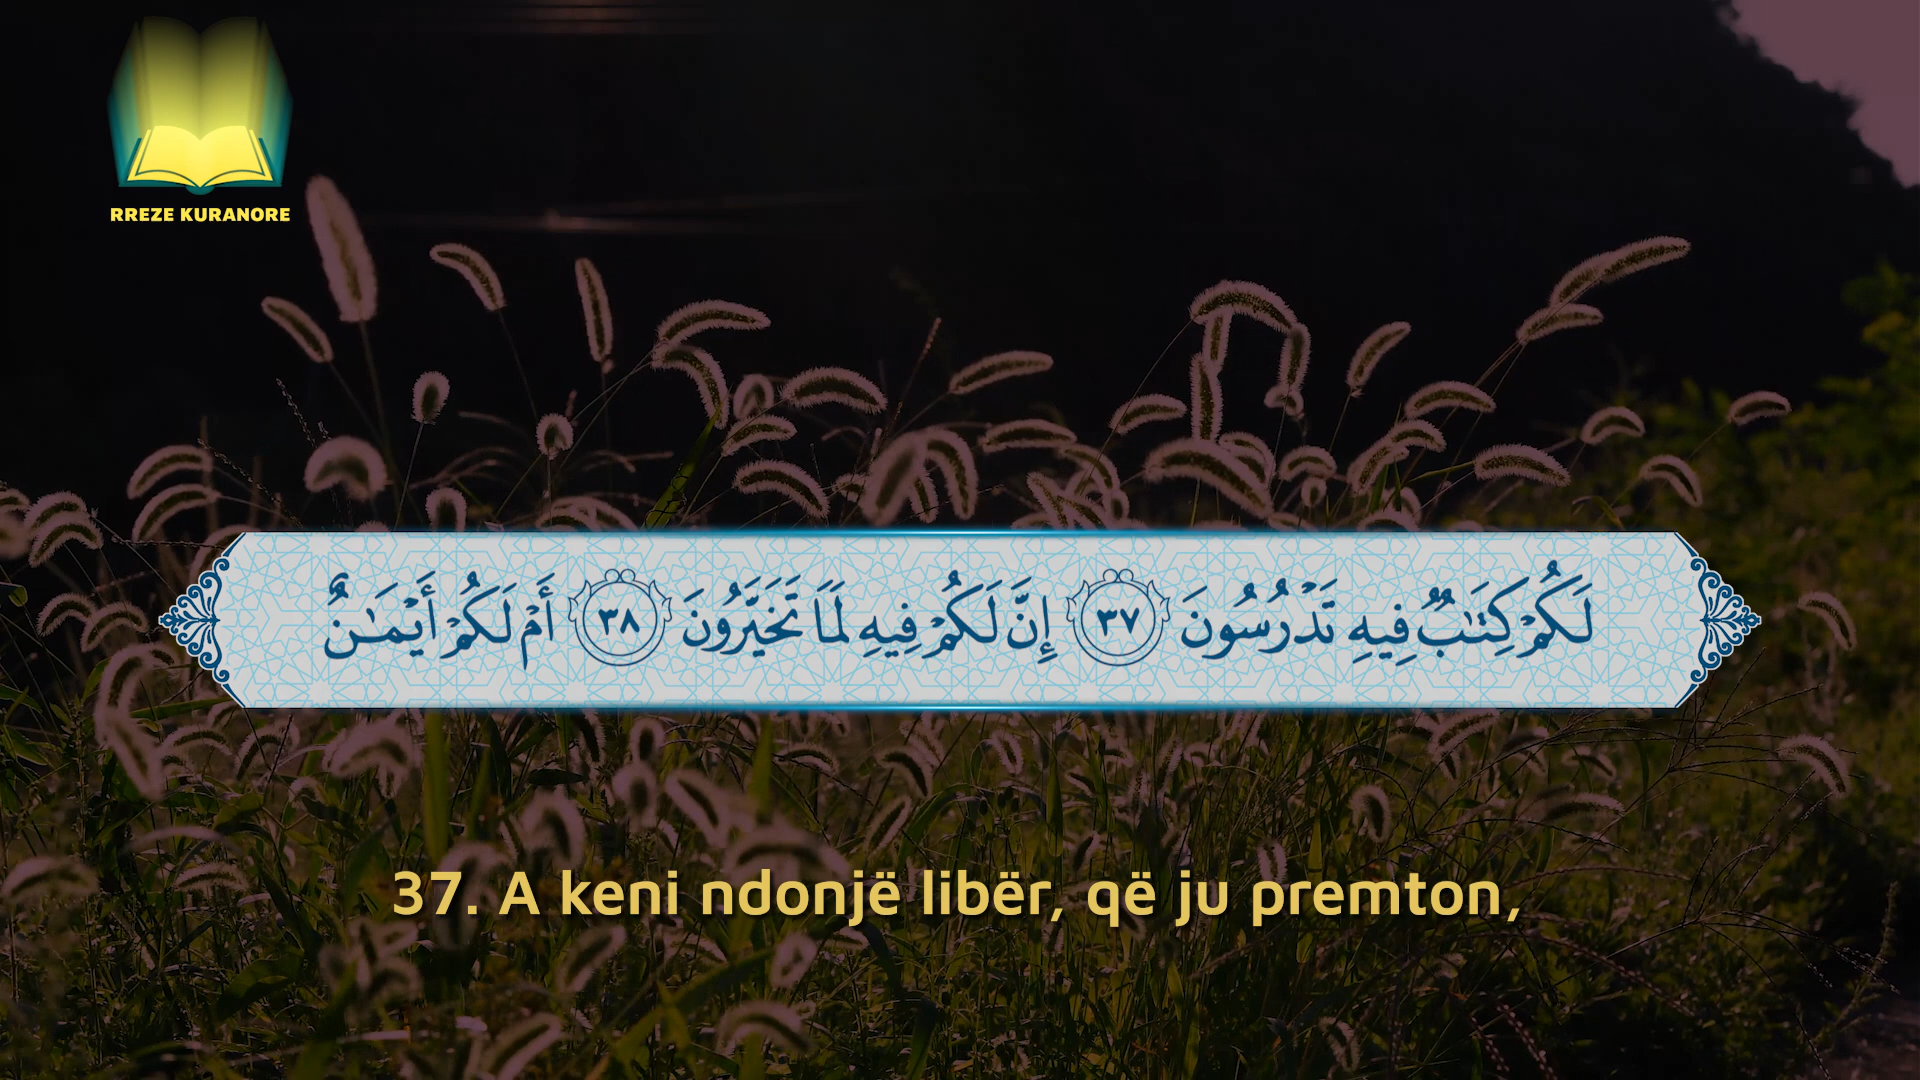 RREZE KURANORE
لَكُمْ كِتَـٰبٌ فِيهِ تَدْرُسُونَ ٣٧ إِنَّ لَكُمْ فِيهِ لَمَا تَخَيَّرُونَ ٣٨ أَمْ لَكُمْ أَيْمَـٰنٌ
37. A keni ndonjë libër, që ju premton,